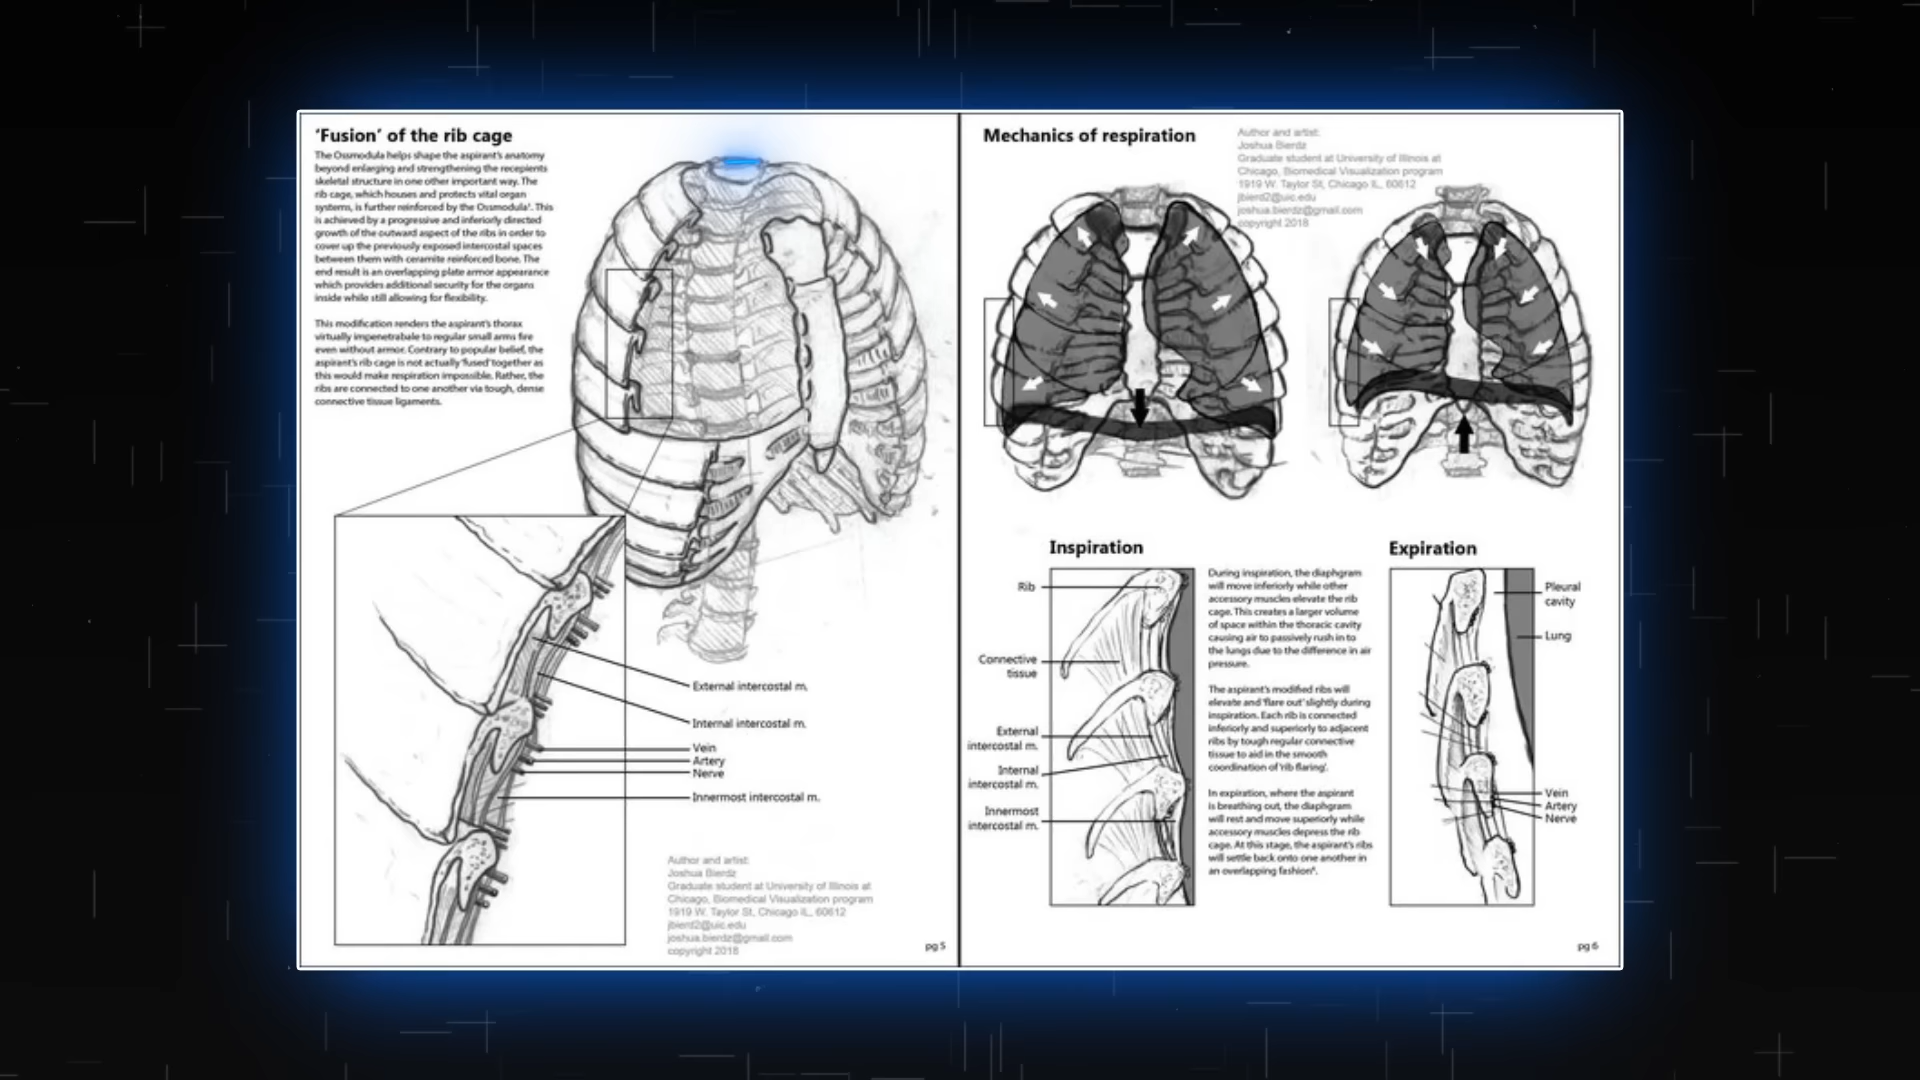 'Fusion' of the rib cage
The Ossmodula helps shape the aspirant's anatomy
beyond enlarging and strengthening the recepients
skeletal structure in one other important way. The
rib cage, which houses and protects vital organ
systems, is further reinforced by the Ossmodula¹. This
is achieved by a progressive and inferiorly directed
growth of the outward aspect of the ribs in order to
cover up the previously exposed intercostal spaces
between them with ceramite reinforced bone. The
end result is an overlapping plate armor appearance
which provides additional security for the organs
inside while still allowing for flexibility.
This modification renders the aspirant's thorax
virtually impenetrabale to regular small arms fire
even without armor. Contrary to popular belief, the
aspirant's rib cage is not actually 'fused' together as
this would make respiration impossible. Rather, the
ribs are connected to one another via tough, dense
connective tissue ligaments.
External intercostal m.
Internal intercostal m.
Vein
Artery
Nerve
Innermost intercostal m.
Author and artist:
Joshua Bierdz
Graduate student at University of Illinois at
Chicago, Biomedical Visualization program
1919 W. Taylor St, Chicago IL, 60612
jbierd2@uic.edu
joshua.bierdz@gmail.com
copyright 2018
pg 5
Mechanics of respiration
Author and artist:
Joshua Bierdz
Graduate student at University of Illinois at
Chicago, Biomedical Visualization program
1919 W. Taylor St, Chicago IL, 60612
jbierd2@uic.edu
joshua.bierdz@gmail.com
copyright 2018
Inspiration
Rib
Connective
tissue
External
intercostal m.
Internal
intercostal m.
Innermost
intercostal m.
During inspiration, the diaphgram
will move inferiorly while other
accessory muscles elevate the rib
cage. This creates a larger volume
of space within the thoracic cavity
causing air to passively rush in to
the lungs due to the difference in air
pressure.
The aspirant's modified ribs will
elevate and 'flare out' slightly during
inspiration. Each rib is connected
inferiorly and superiorly to adjacent
ribs by tough regular connective
tissue to aid in the smooth
coordination of 'rib flaring'.
In expiration, where the aspirant
is breathing out, the diaphgram
will rest and move superiorly while
accessory muscles depress the rib
cage. At this stage, the aspirant's ribs
will settle back onto one another in
an overlapping fashion⁶.
Expiration
Pleural
cavity
Lung
Vein
Artery
Nerve
pg 6